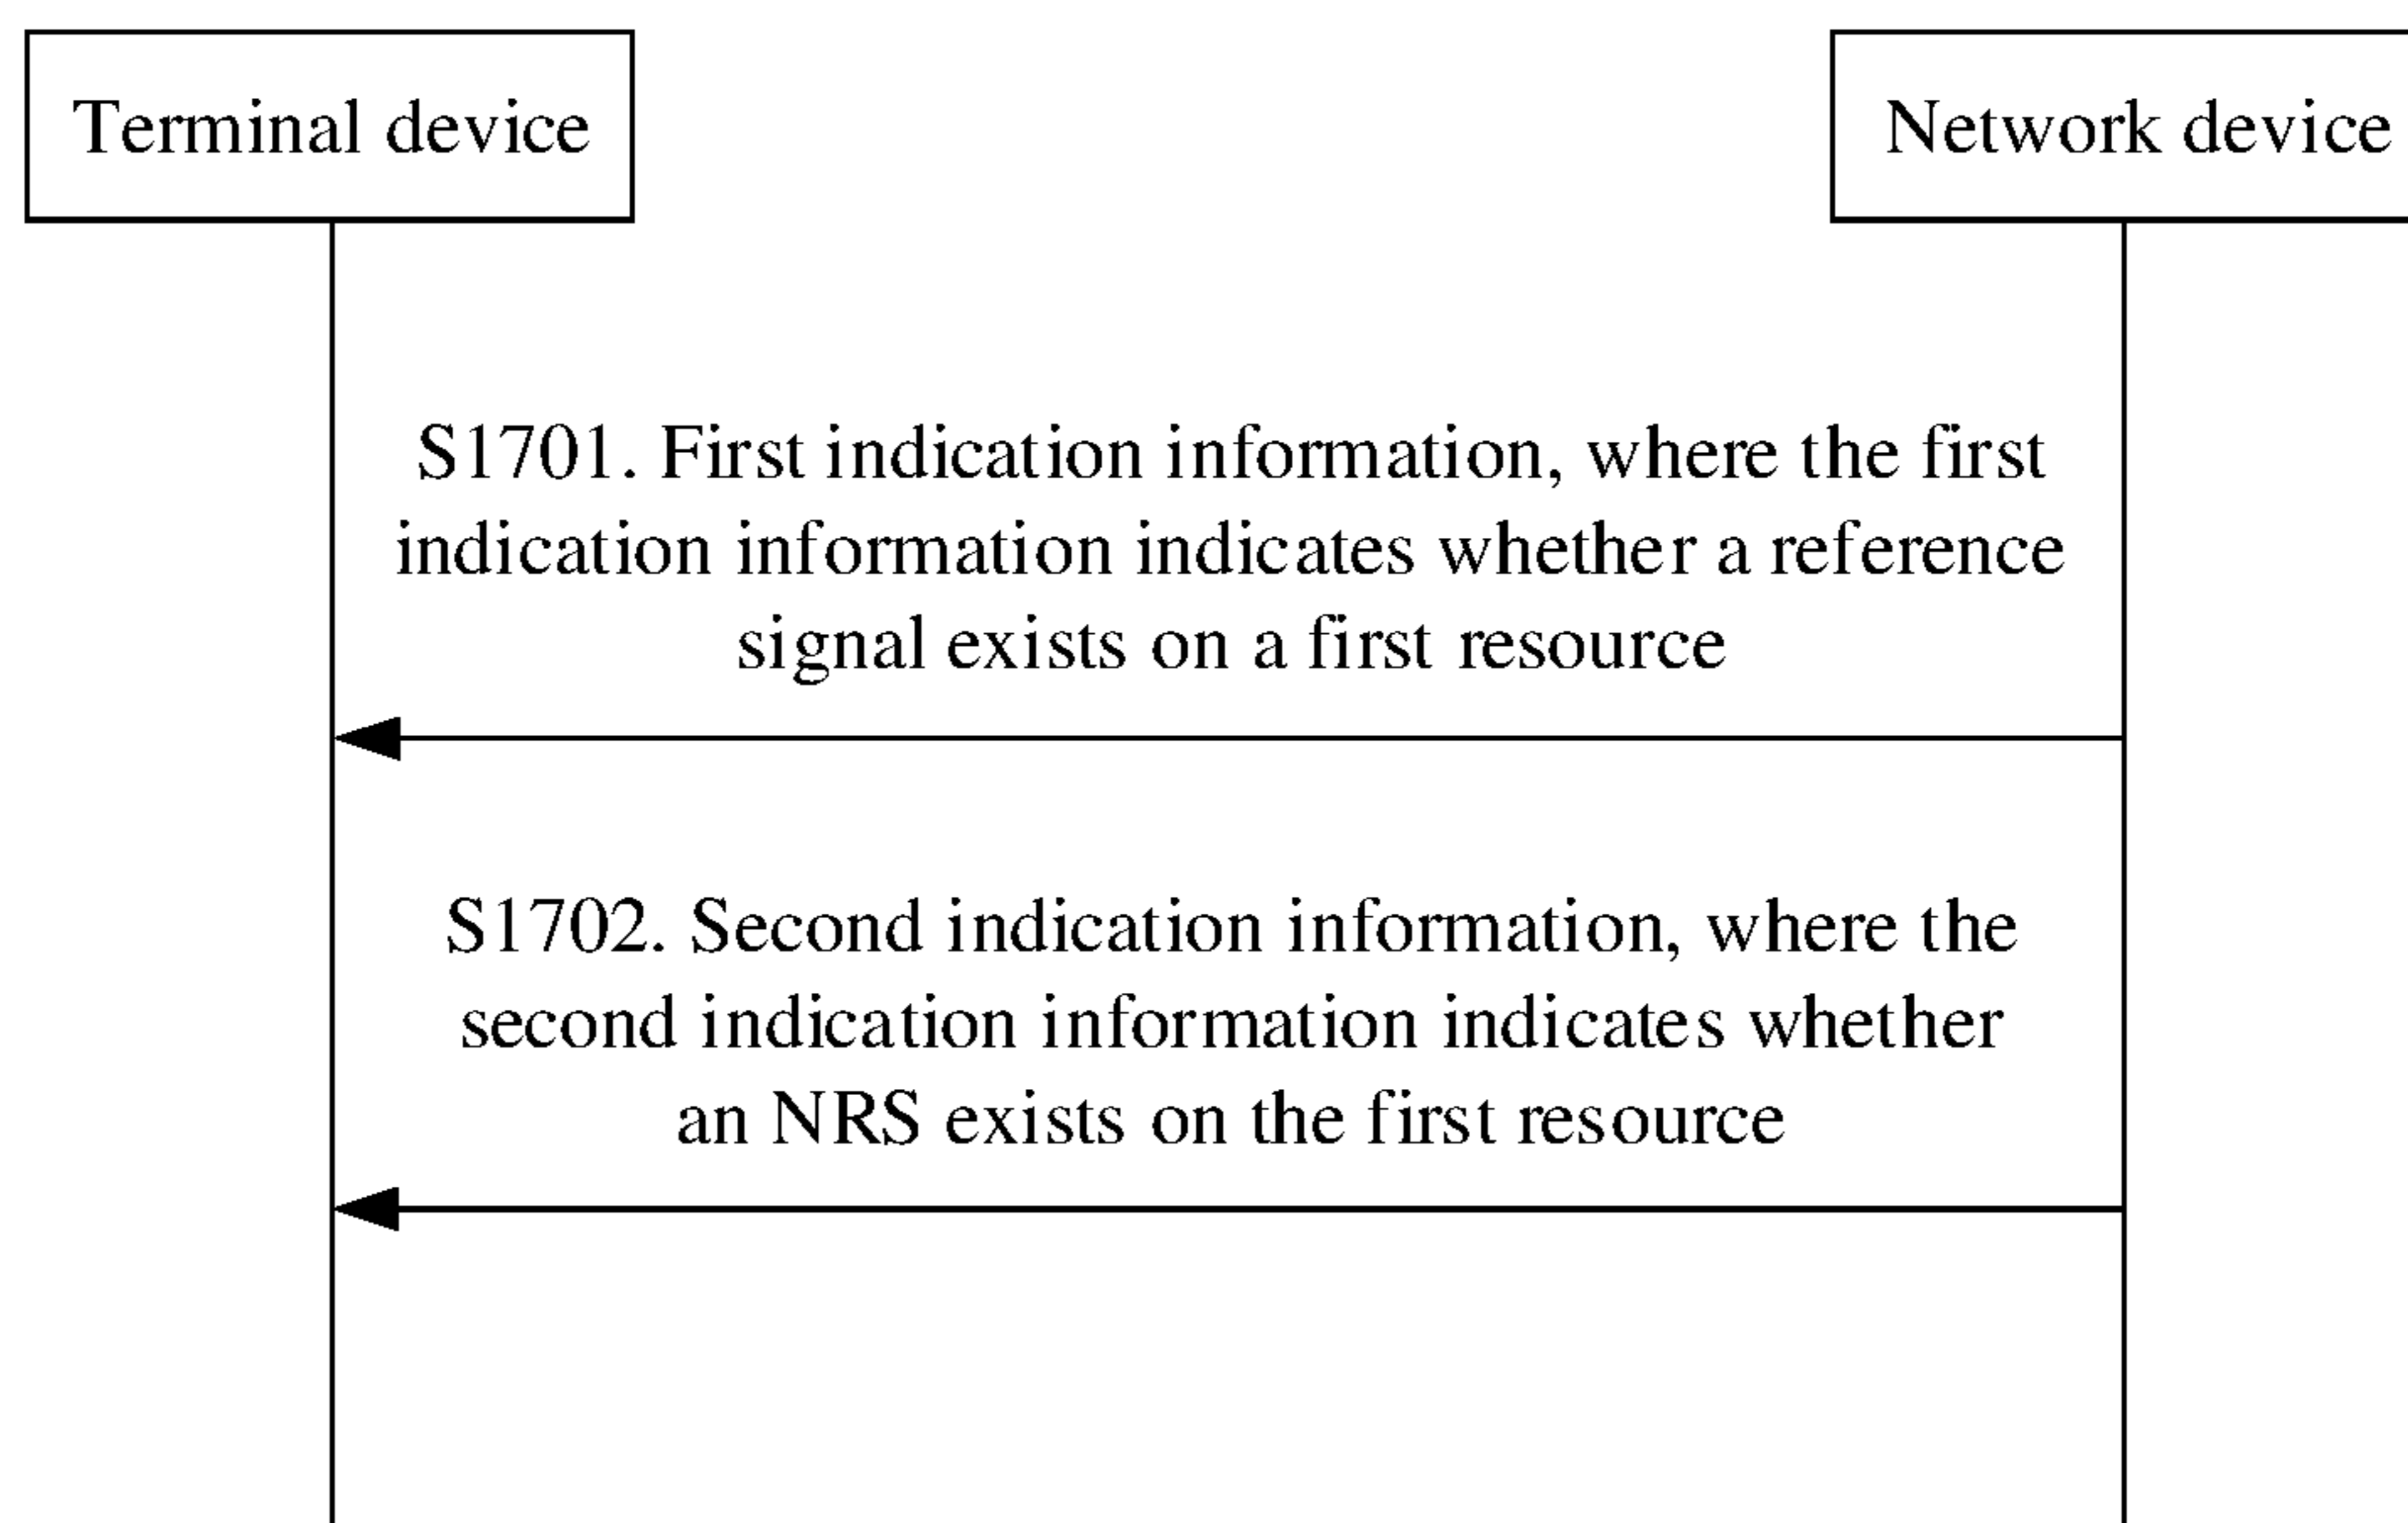 Terminal device
Network device
S1701. First indication information, where the first
indication information indicates whether a reference
signal exists on a first resource
S1702. Second indication information, where the
second indication information indicates whether
an NRS exists on the first resource